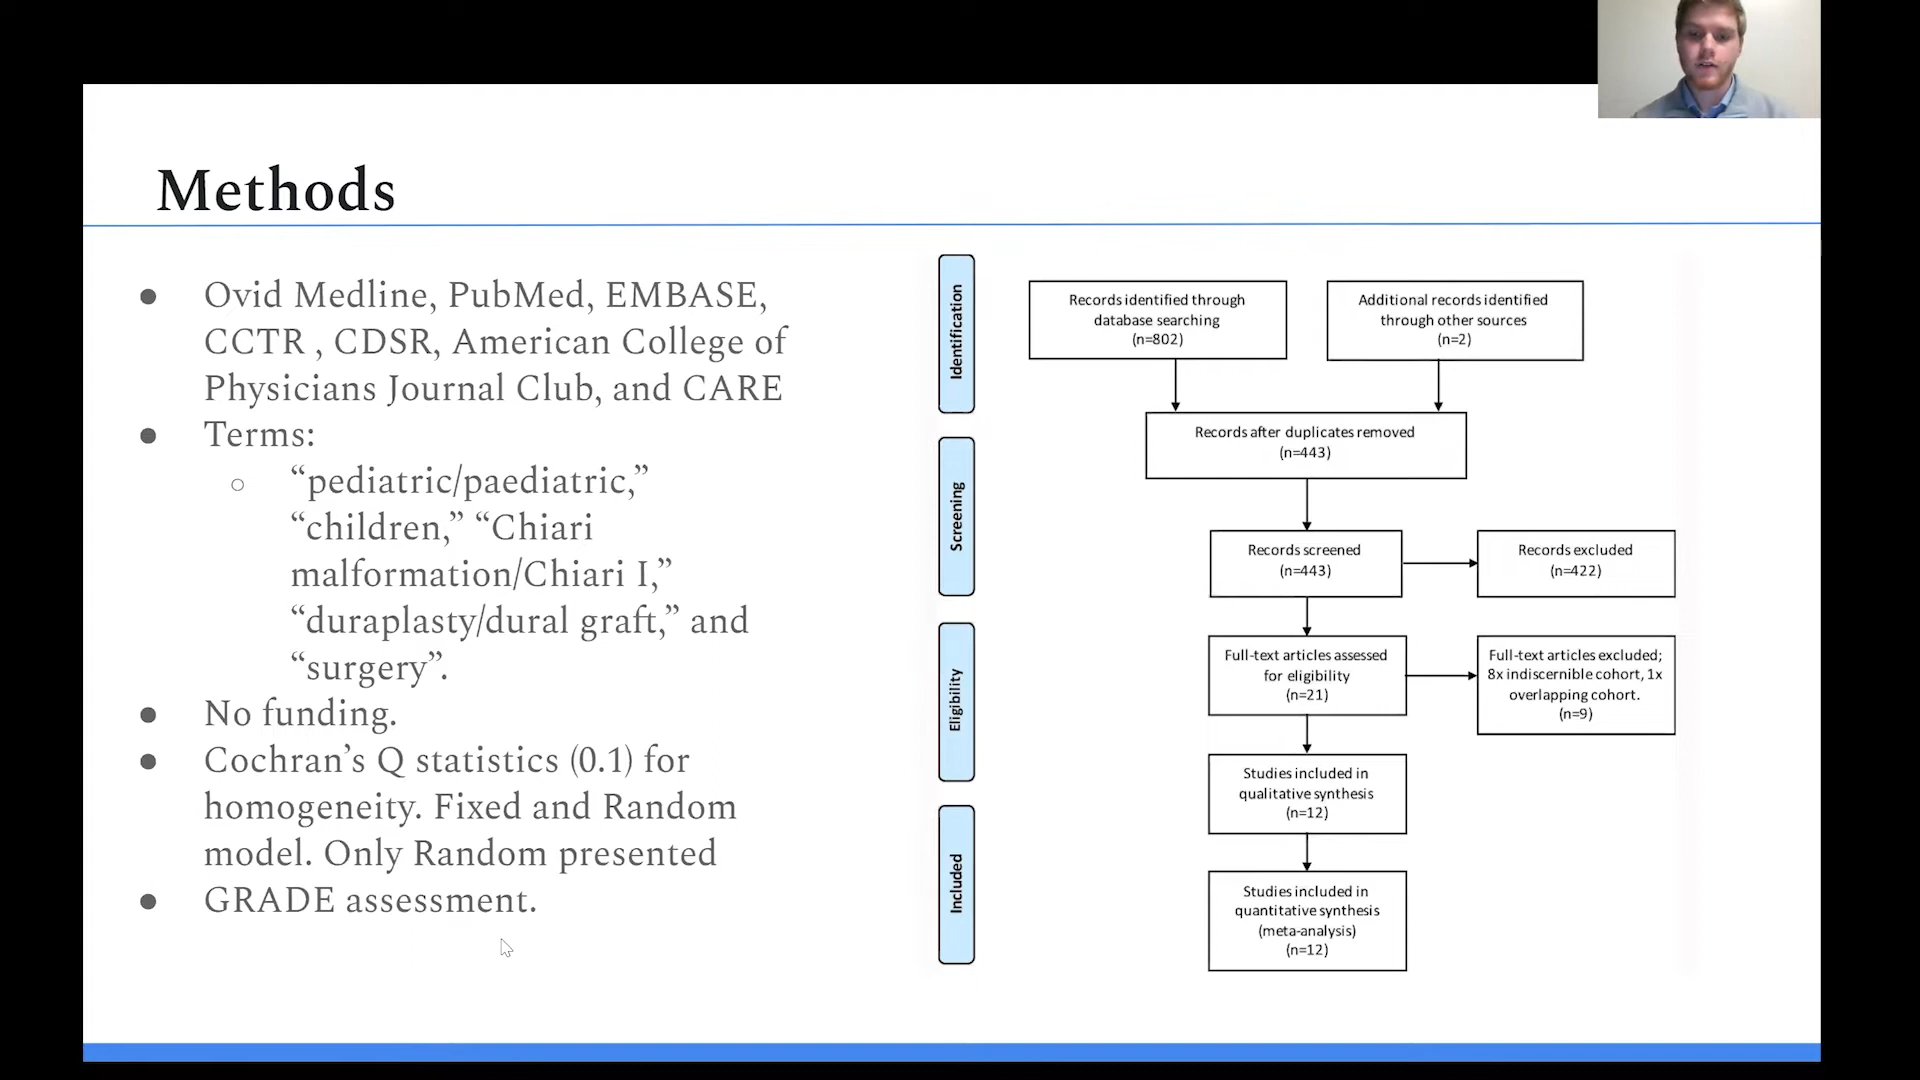 Methods
● Ovid Medline, PubMed, EMBASE,
CCTR , CDSR, American College of
Physicians Journal Club, and CARE
● Terms:
○ “pediatric/paediatric,”
“children,” “Chiari
malformation/Chiari I,”
“duraplasty/dural graft,” and
“surgery”.
● No funding.
● Cochran’s Q statistics (0.1) for
homogeneity. Fixed and Random
model. Only Random presented
● GRADE assessment.
Identification
Records identified through
database searching
(n=802)
Additional records identified
through other sources
(n=2)
Records after duplicates removed
(n=443)
Screening
Records screened
(n=443)
Records excluded
(n=422)
Eligibility
Full-text articles assessed
for eligibility
(n=21)
Full-text articles excluded;
8x indiscernible cohort, 1x
overlapping cohort.
(n=9)
Studies included in
qualitative synthesis
(n=12)
Included
Studies included in
quantitative synthesis
(meta-analysis)
(n=12)